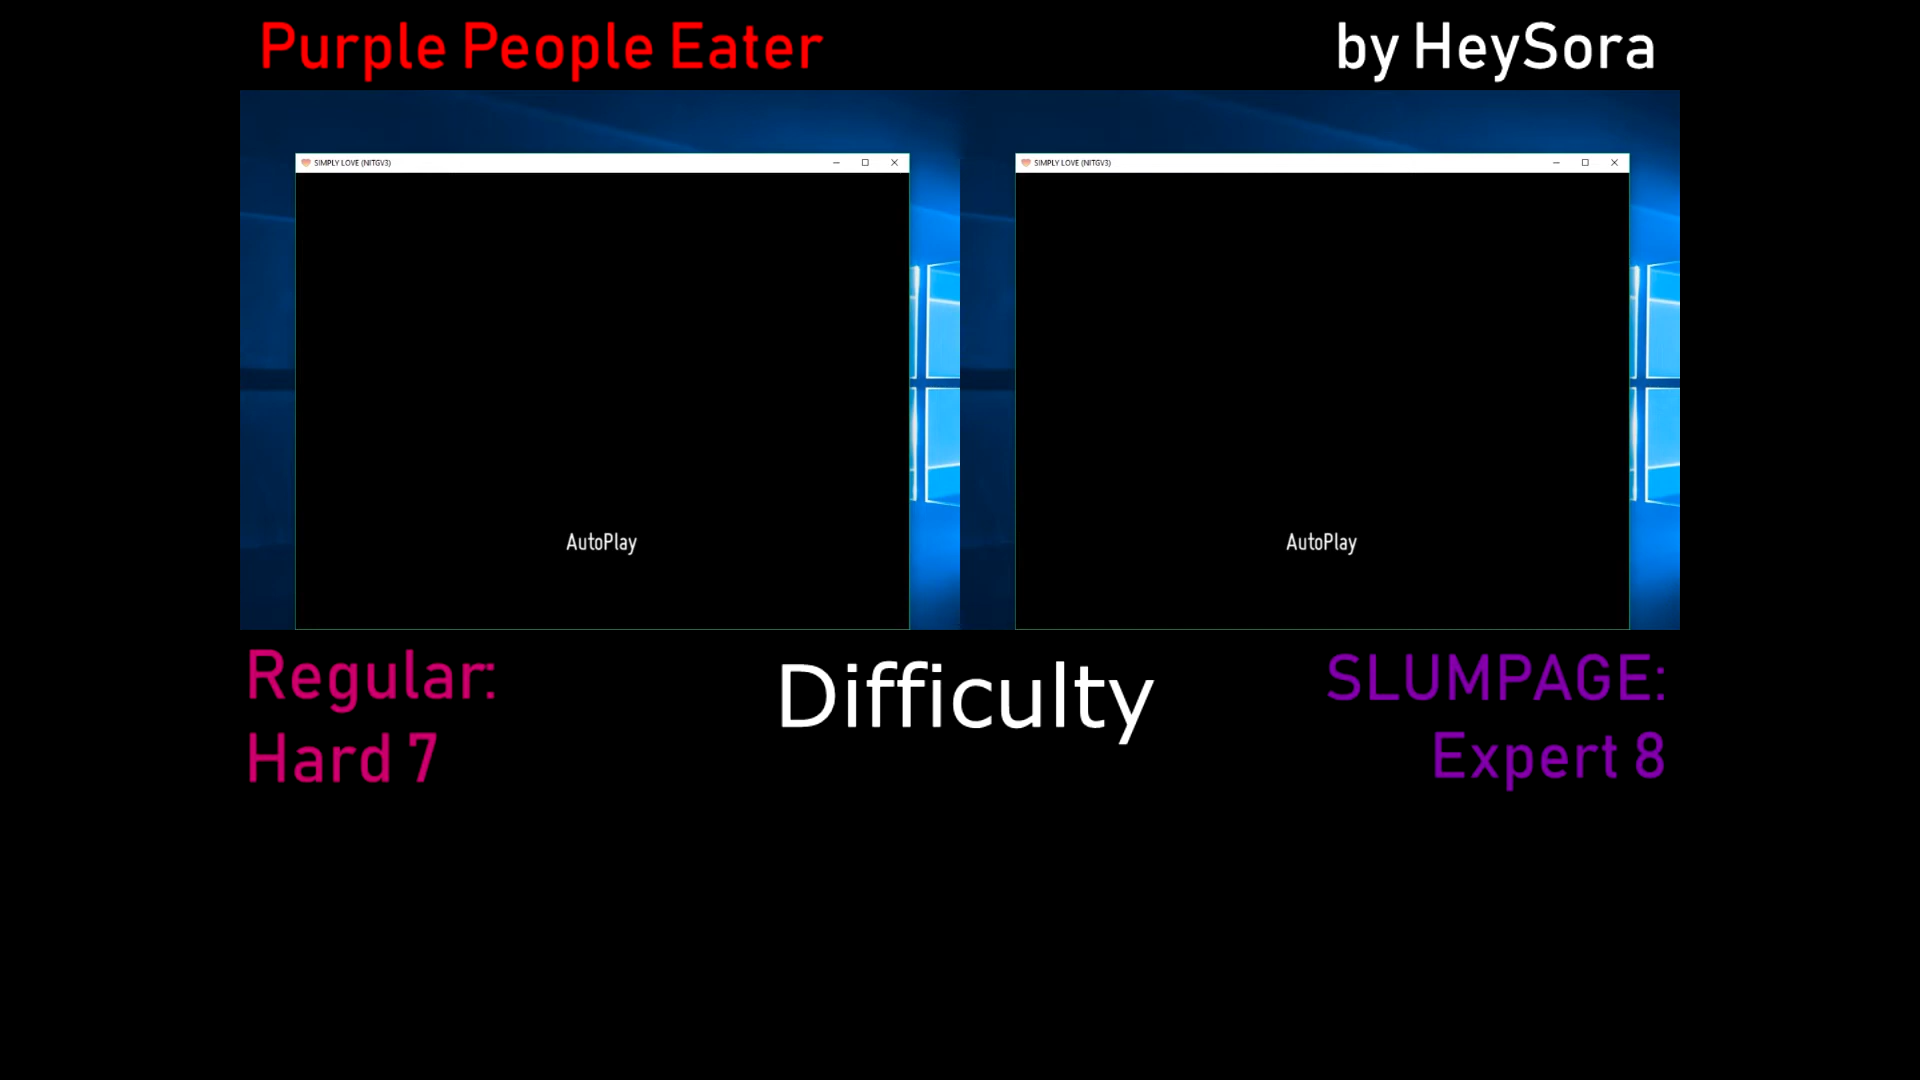 Purple People Eater
by HeySora
SIMPLY LOVE (NITGV3)
SIMPLY LOVE (NITGV3)
AutoPlay
AutoPlay
Regular:
Hard 7
Difficulty
SLUMPAGE:
Expert 8